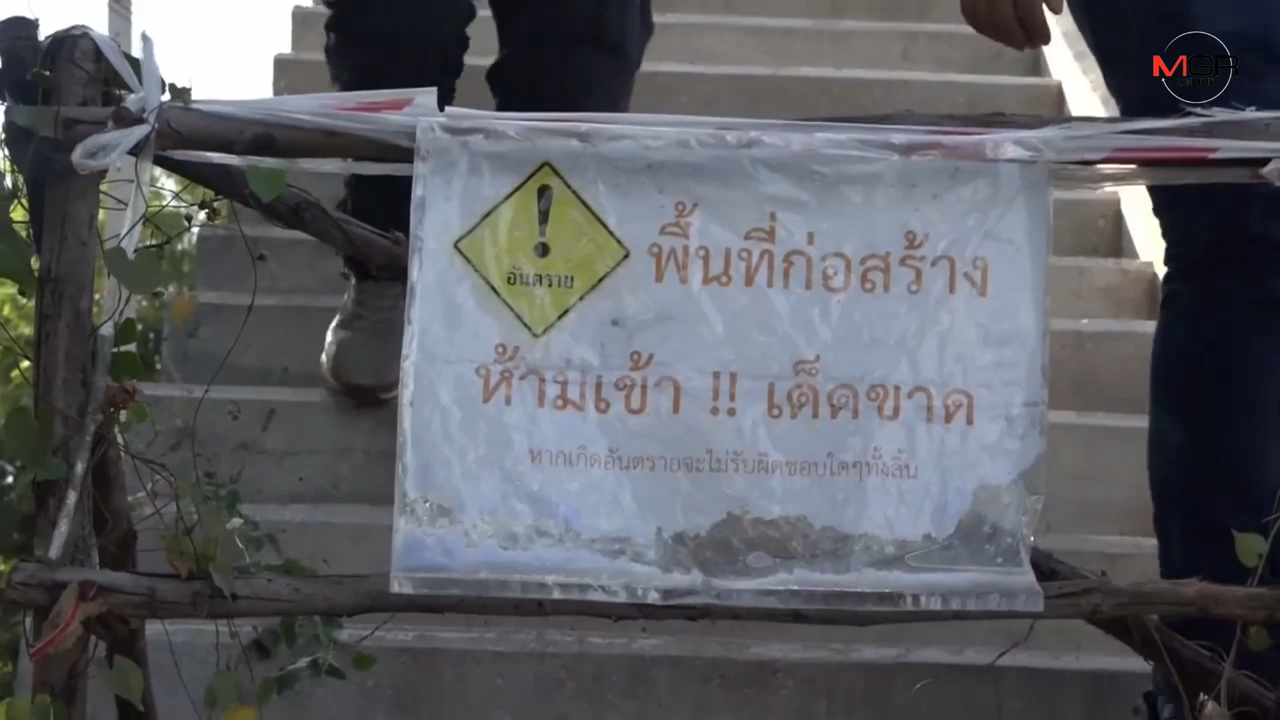 MGR
อันตราย
พื้นที่ก่อสร้าง
ห้ามเข้า !! เด็ดขาด
หากเกิดอันตรายจะไม่รับผิดชอบใดๆทั้งสิ้น